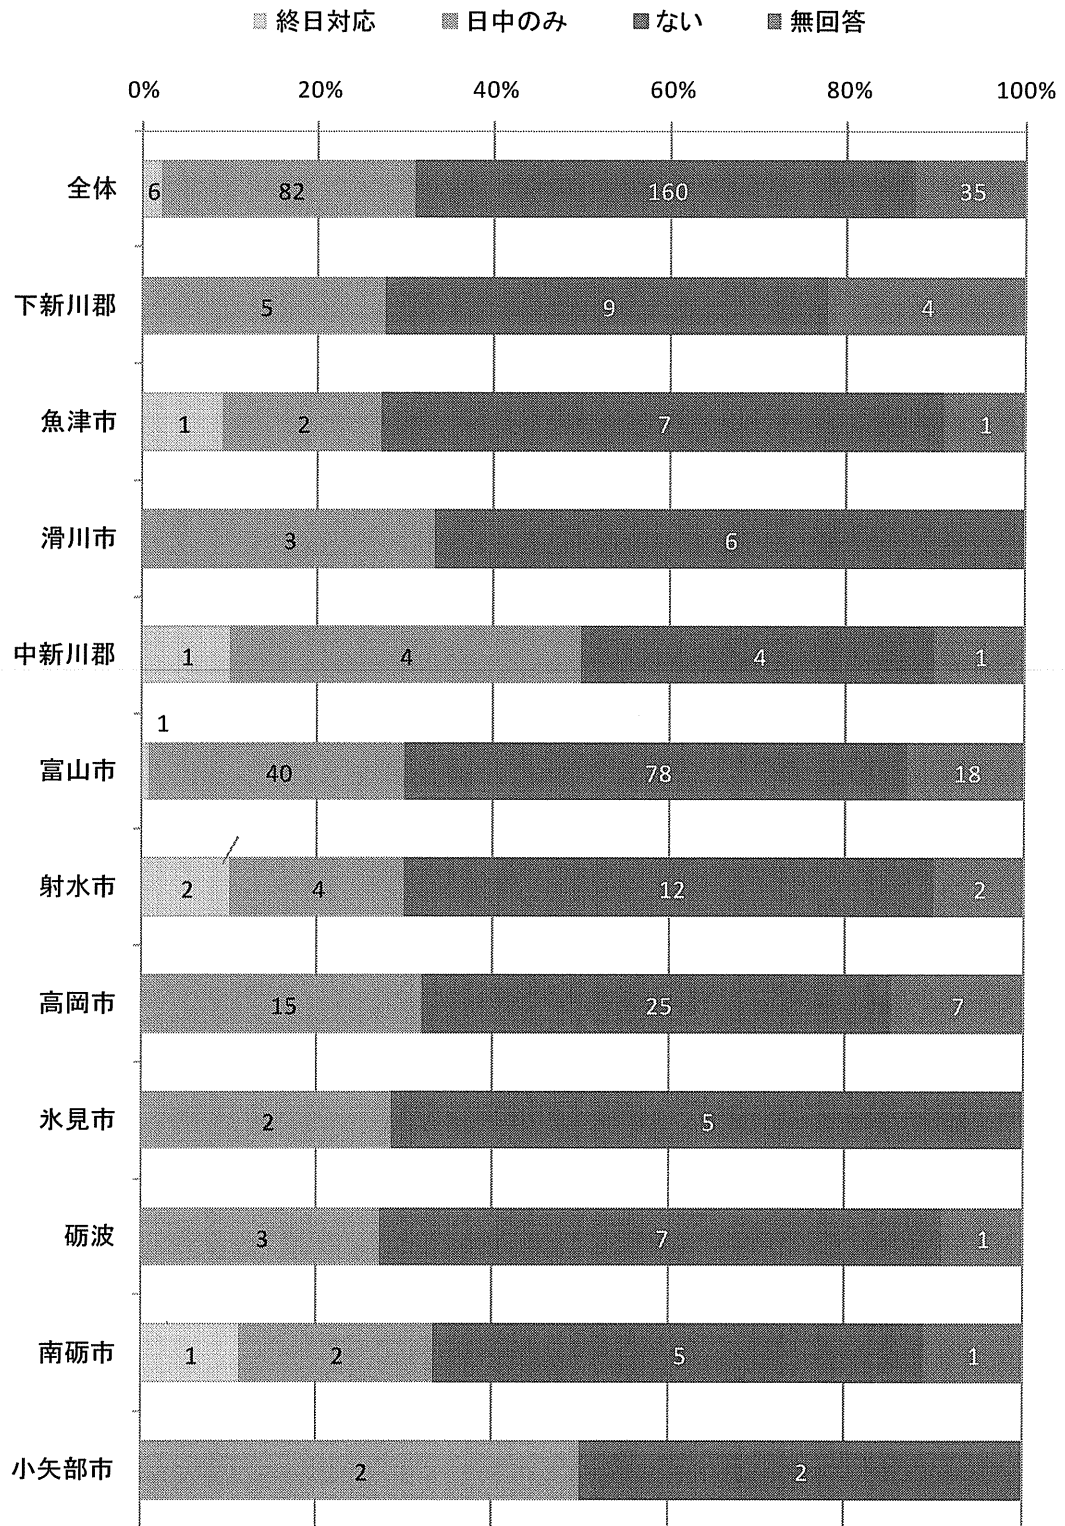 終日対応 日中のみ ない 無回答
0% 20% 40% 60% 80% 100%
全体 6 82 160 35
下新川郡 5 9 4
魚津市 1 2 7 1
滑川市 3 6
中新川郡 1 4 4 1
1
富山市 40 78 18
射水市 2 4 12 2
高岡市 15 25 7
氷見市 2 5
砺波 3 7 1
南砺市 1 2 5 1
小矢部市 2 2